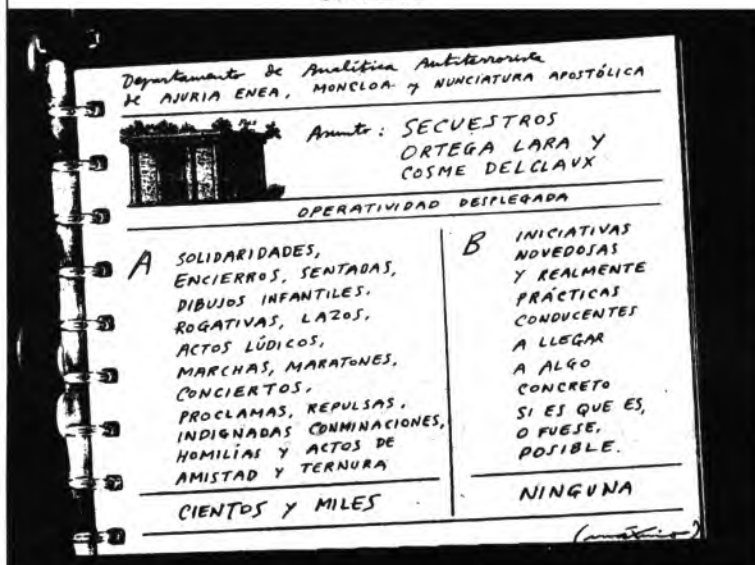 Departamento de Analítica Antiterrorista
de AJURIA ENEA, MONCLOA y NUNCIATURA APOSTÓLICA
Asunto: SECUESTROS
ORTEGA LARA Y
COSME DELCLAUX
OPERATIVIDAD DESPLEGADA
A SOLIDARIDADES,
ENCIERROS, SENTADAS,
DIBUJOS INFANTILES.
ROGATIVAS, LAZOS,
ACTOS LÚDICOS,
MARCHAS, MARATONES,
CONCIERTOS,
PROCLAMAS, REPULSAS,
INDIGNADAS CONMINACIONES,
HOMILÍAS Y ACTOS DE
AMISTAD Y TERNURA
CIENTOS Y MILES
B INICIATIVAS
NOVEDOSAS
Y REALMENTE
PRÁCTICAS
CONDUCENTES
A LLEGAR
A ALGO
CONCRETO
SI ES QUE ES,
O FUESE,
POSIBLE.
NINGUNA
(máximo)